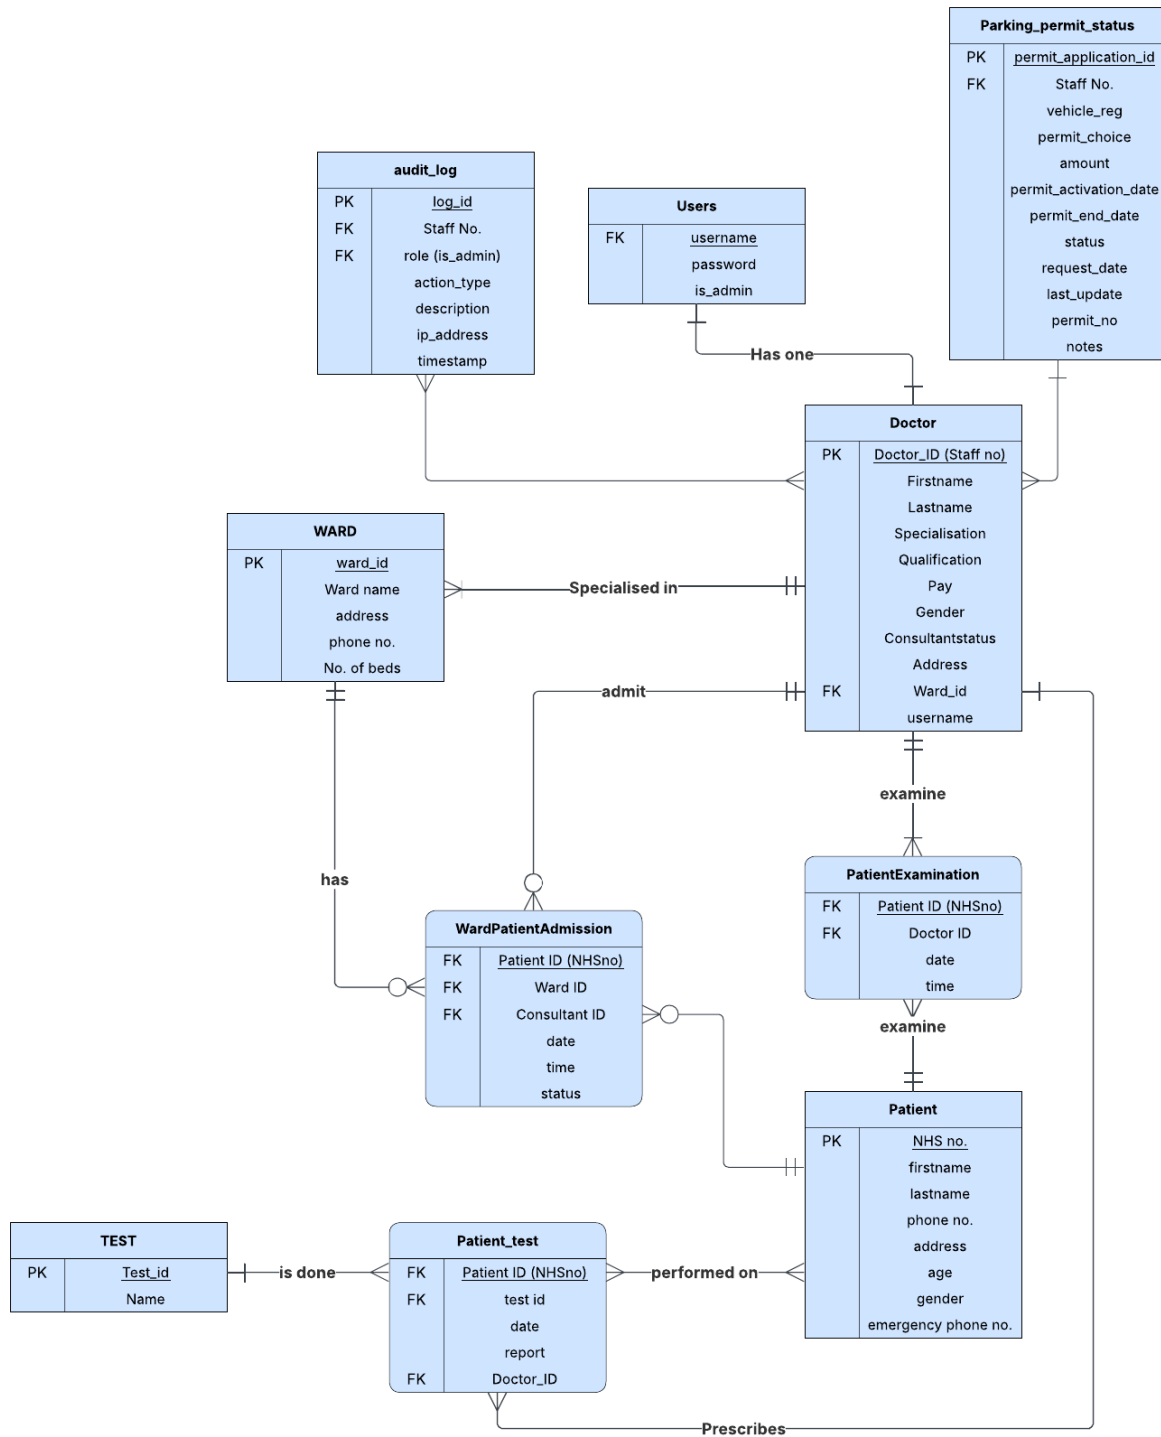 Parking_permit_status
PK permit_application_id
FK Staff No.
vehicle_reg
permit_choice
amount
permit_activation_date
permit_end_date
status
request_date
last_update
permit_no
notes
audit_log
PK log_id
FK Staff No.
FK role (is_admin)
action_type
description
ip_address
timestamp
Users
FK username
password
is_admin
Has one
Doctor
PK Doctor_ID (Staff no)
Firstname
Lastname
Specialisation
Qualification
Pay
Gender
Consultantstatus
Address
FK Ward_id
username
WARD
PK ward_id
Ward name
address
phone no.
No. of beds
Specialised in
admit
examine
has
PatientExamination
FK Patient ID (NHSno)
FK Doctor ID
date
time
WardPatientAdmission
FK Patient ID (NHSno)
FK Ward ID
FK Consultant ID
date
time
status
examine
Patient
PK NHS no.
firstname
lastname
phone no.
address
age
gender
emergency phone no.
TEST
PK Test_id
Name
is done
Patient_test
FK Patient ID (NHSno)
FK test id
date
report
FK Doctor_ID
performed on
Prescribes